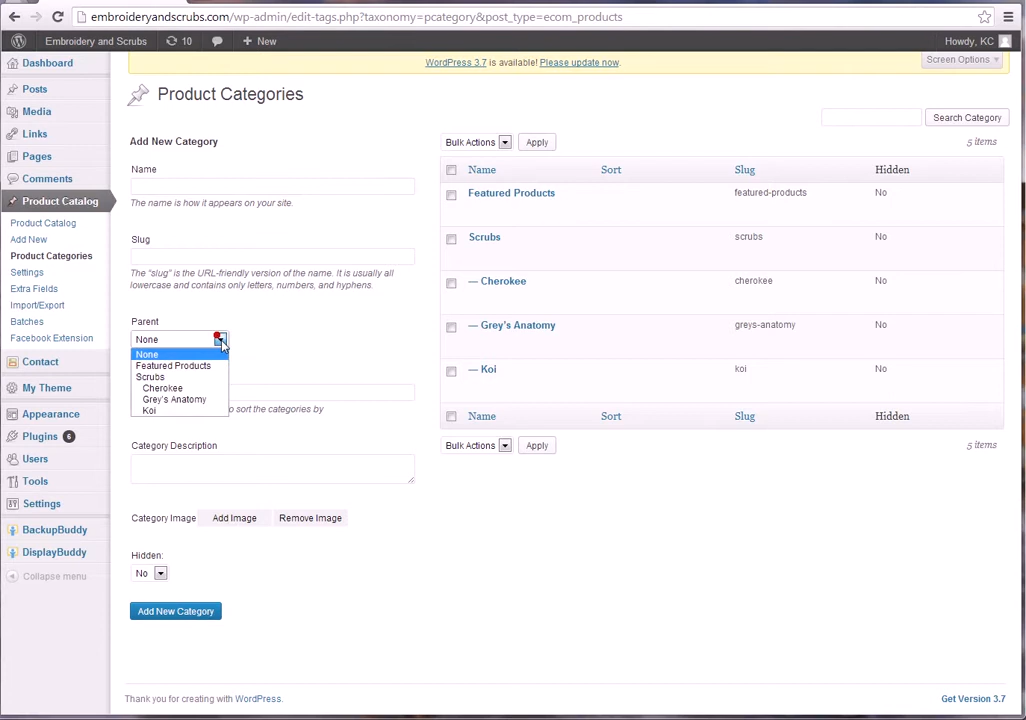 embroideryandscrubs.com/wp-admin/edit-tags.php?taxonomy=pcategory&post_type=ecom_products
Embroidery and Scrubs 10 + New Howdy, KC
WordPress 3.7 is available! Please update now.
Screen Options
Dashboard
Posts
Media
Links
Pages
Comments
Product Catalog
Product Catalog
Add New
Product Categories
Settings
Extra Fields
Import/Export
Batches
Facebook Extension
Contact
My Theme
Appearance
Plugins 6
Users
Tools
Settings
BackupBuddy
DisplayBuddy
Collapse menu
Product Categories
Search Category
Add New Category
Name
The name is how it appears on your site.
Slug
The “slug” is the URL-friendly version of the name. It is usually all
lowercase and contains only letters, numbers, and hyphens.
Parent
None
None
Featured Products
Scrubs
Cherokee
Grey's Anatomy
Koi
to sort the categories by
Category Description
Category Image Add Image Remove Image
Hidden:
No
Add New Category
Bulk Actions Apply 5 items
Name Sort Slug Hidden
Featured Products featured-products No
Scrubs scrubs No
— Cherokee cherokee No
— Grey's Anatomy greys-anatomy No
— Koi koi No
Name Sort Slug Hidden
Bulk Actions Apply 5 items
Thank you for creating with WordPress.
Get Version 3.7